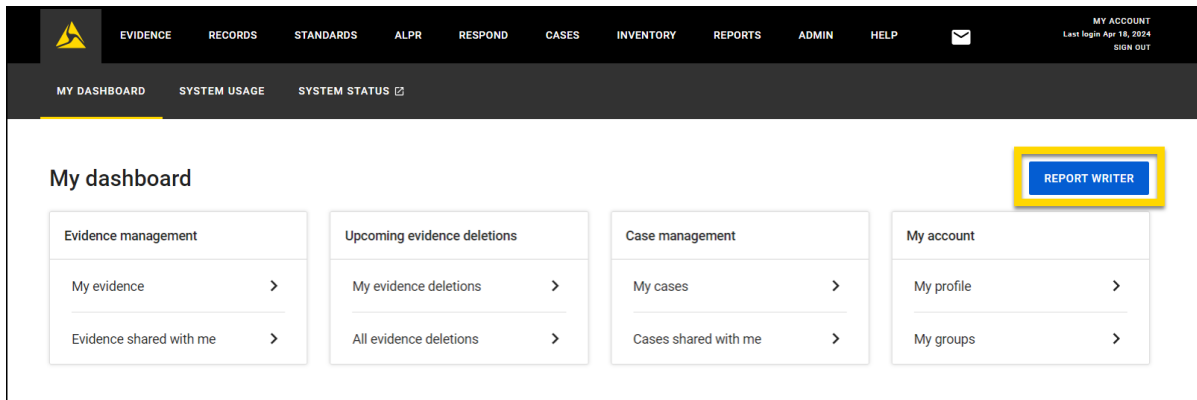 EVIDENCE RECORDS STANDARDS ALPR RESPOND CASES INVENTORY REPORTS ADMIN HELP
MY ACCOUNT
Last login Apr 18, 2024
SIGN OUT
MY DASHBOARD SYSTEM USAGE SYSTEM STATUS
My dashboard
REPORT WRITER
Evidence management
My evidence
Evidence shared with me
Upcoming evidence deletions
My evidence deletions
All evidence deletions
Case management
My cases
Cases shared with me
My account
My profile
My groups